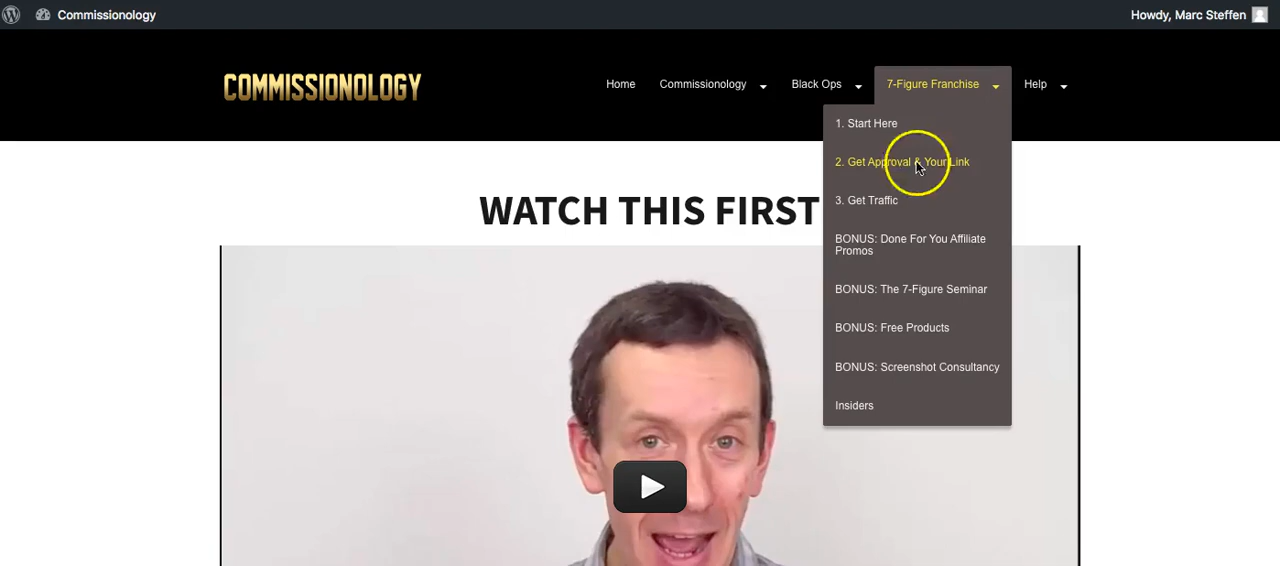 Commissionology
Howdy, Marc Steffen
COMMISSIONOLOGY
Home
Commissionology
Black Ops
7-Figure Franchise
Help
1. Start Here
2. Get Approval & Your Link
3. Get Traffic
BONUS: Done For You Affiliate
Promos
BONUS: The 7-Figure Seminar
BONUS: Free Products
BONUS: Screenshot Consultancy
Insiders
WATCH THIS FIRST